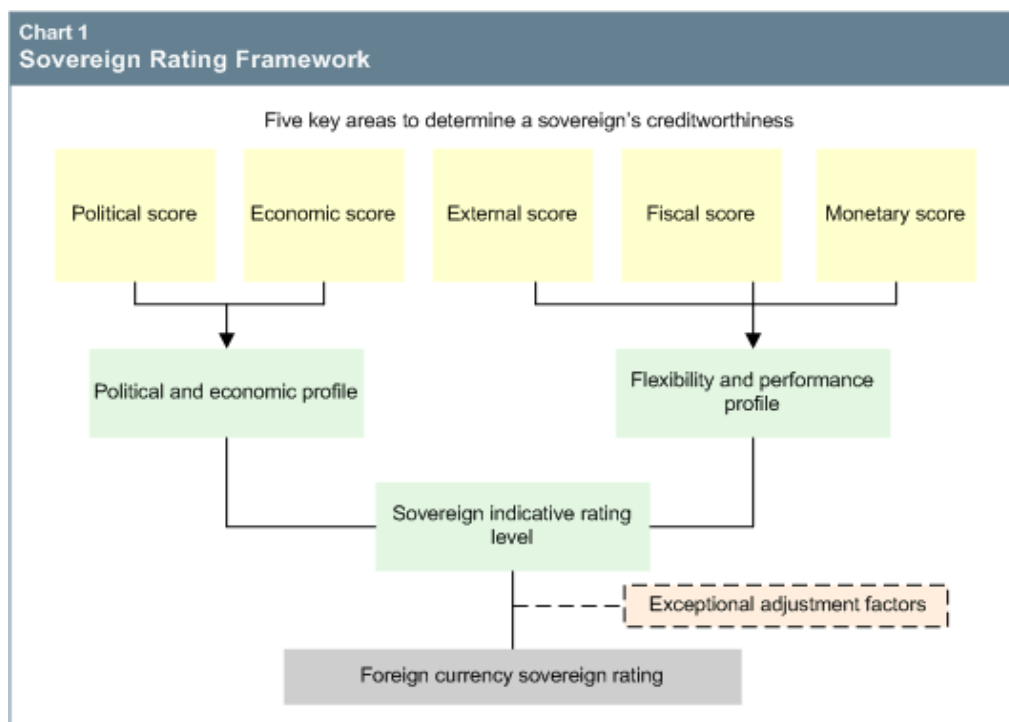 Chart 1
Sovereign Rating Framework
Five key areas to determine a sovereign's creditworthiness
Political score
Economic score
External score
Fiscal score
Monetary score
Political and economic profile
Flexibility and performance
profile
Sovereign indicative rating
level
Exceptional adjustment factors
Foreign currency sovereign rating